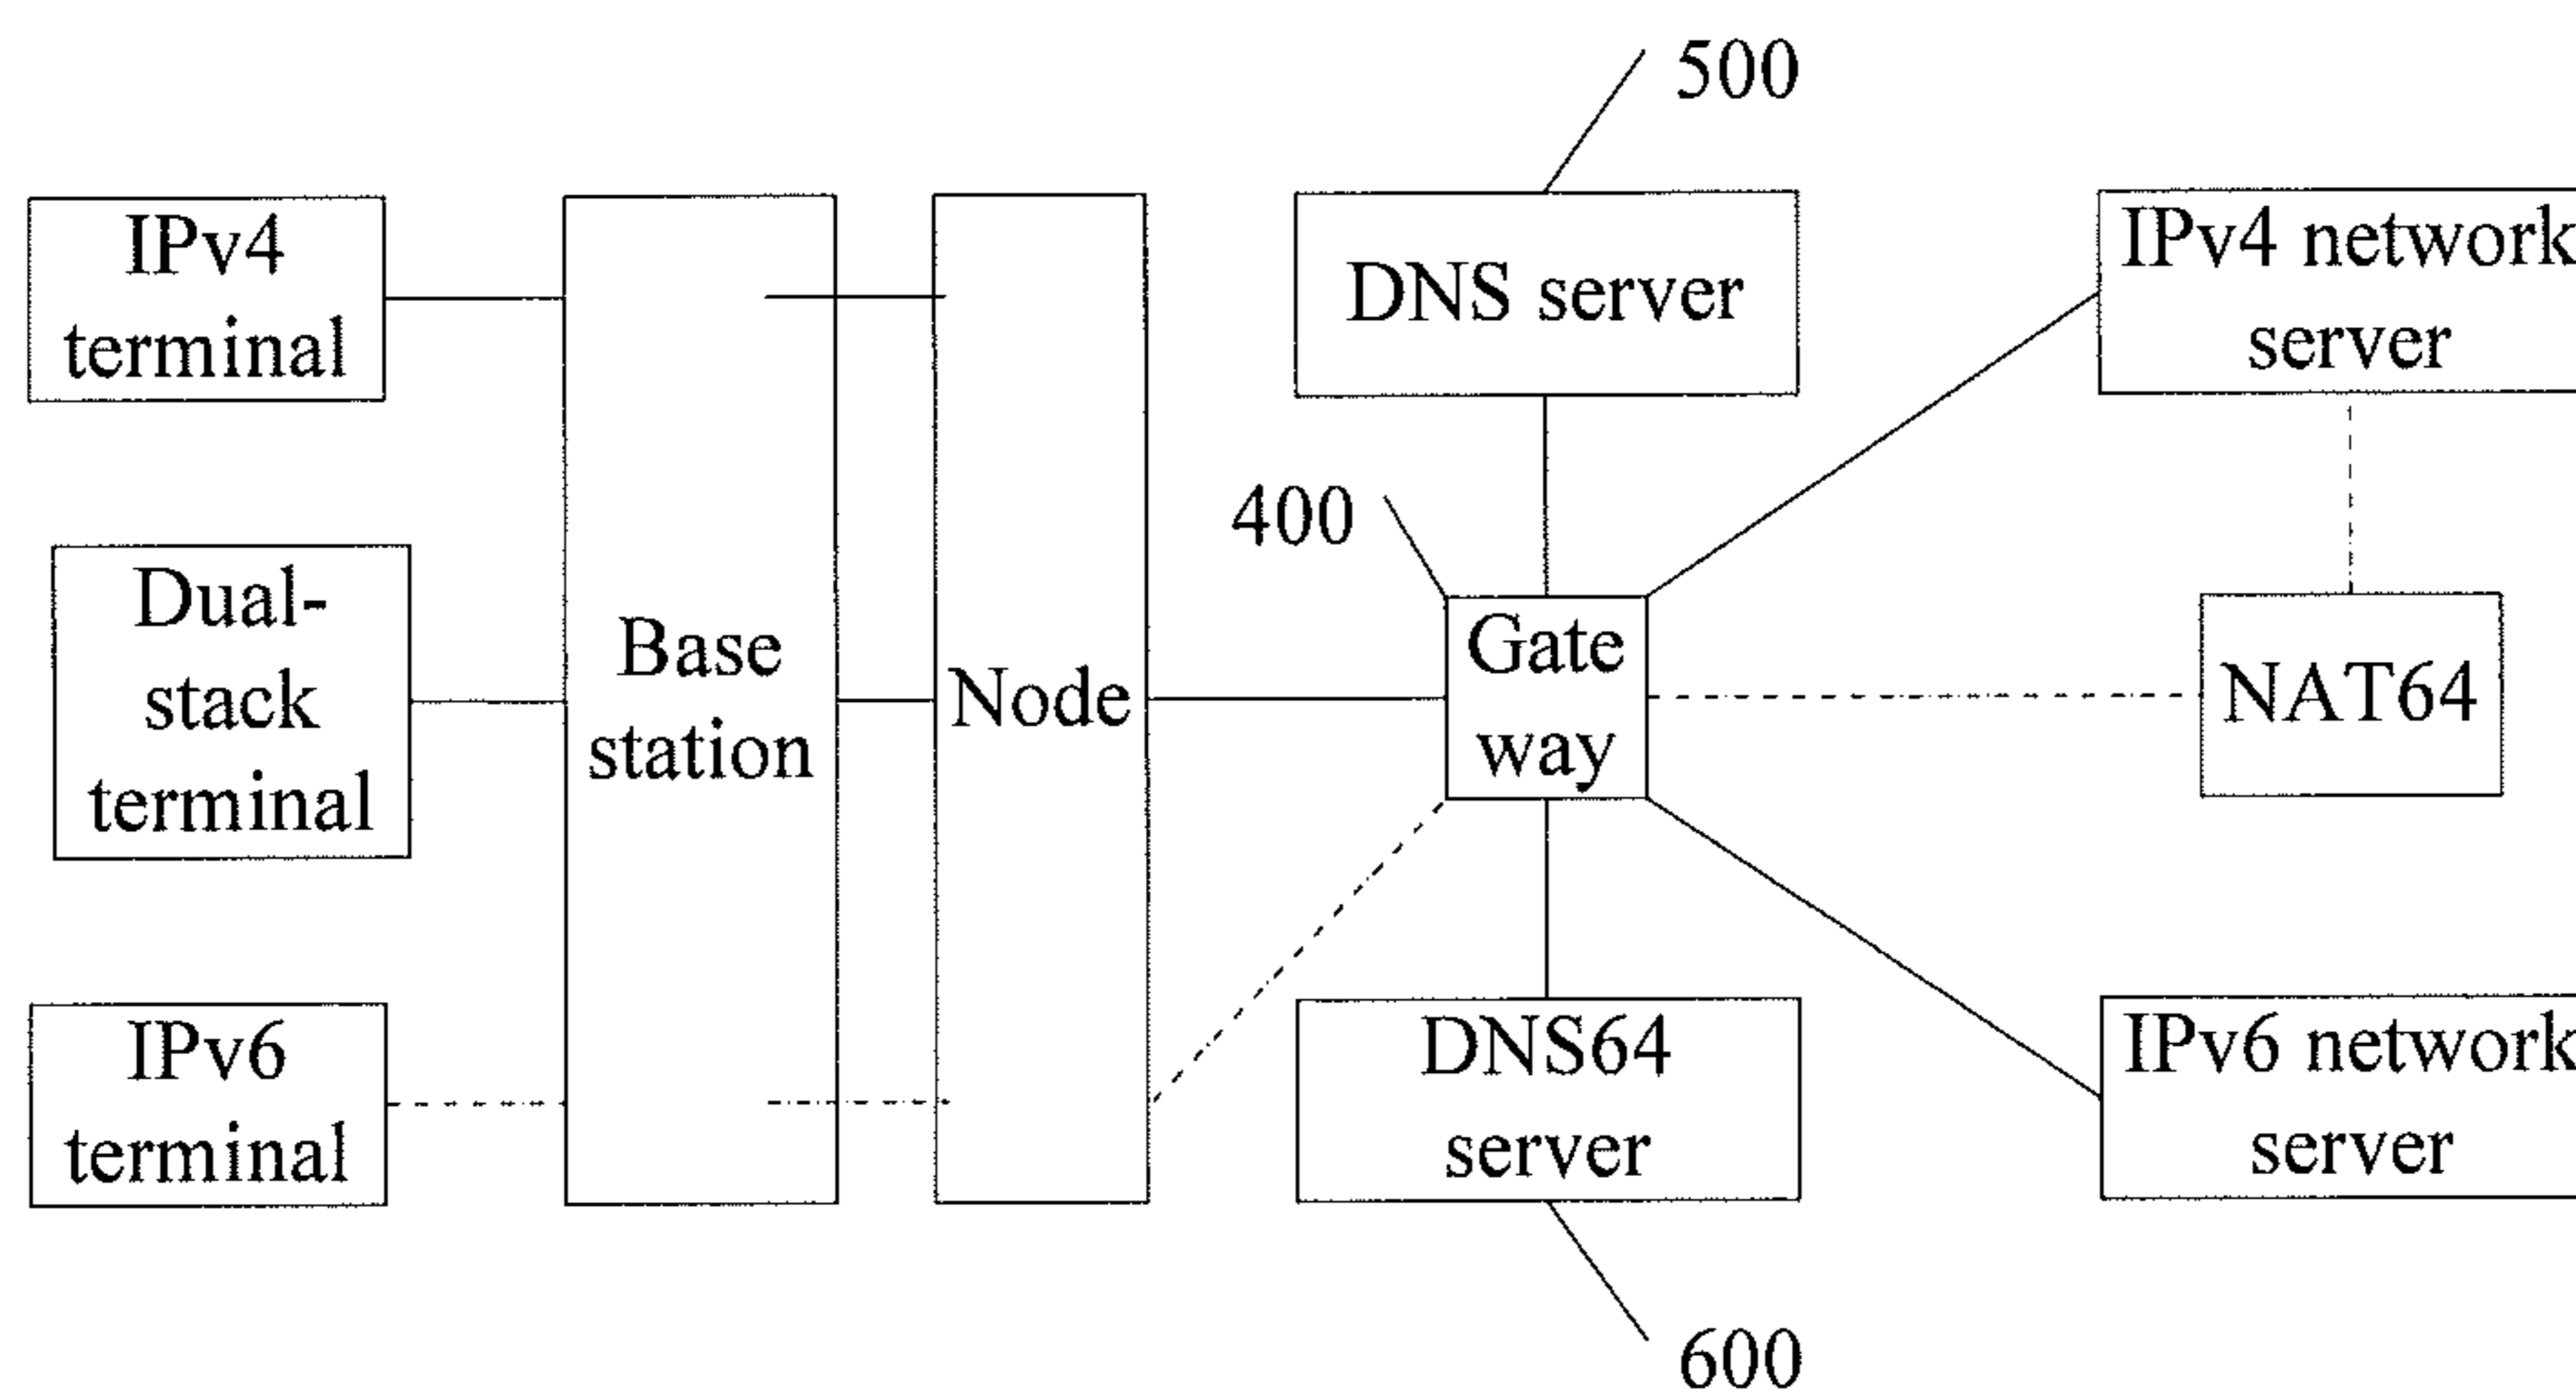 500
IPv4
terminal
DNS server
IPv4 network
server
400
Dual-
stack
terminal
Base
station
Node
Gate
way
NAT64
IPv6
terminal
DNS64
server
IPv6 network
server
600